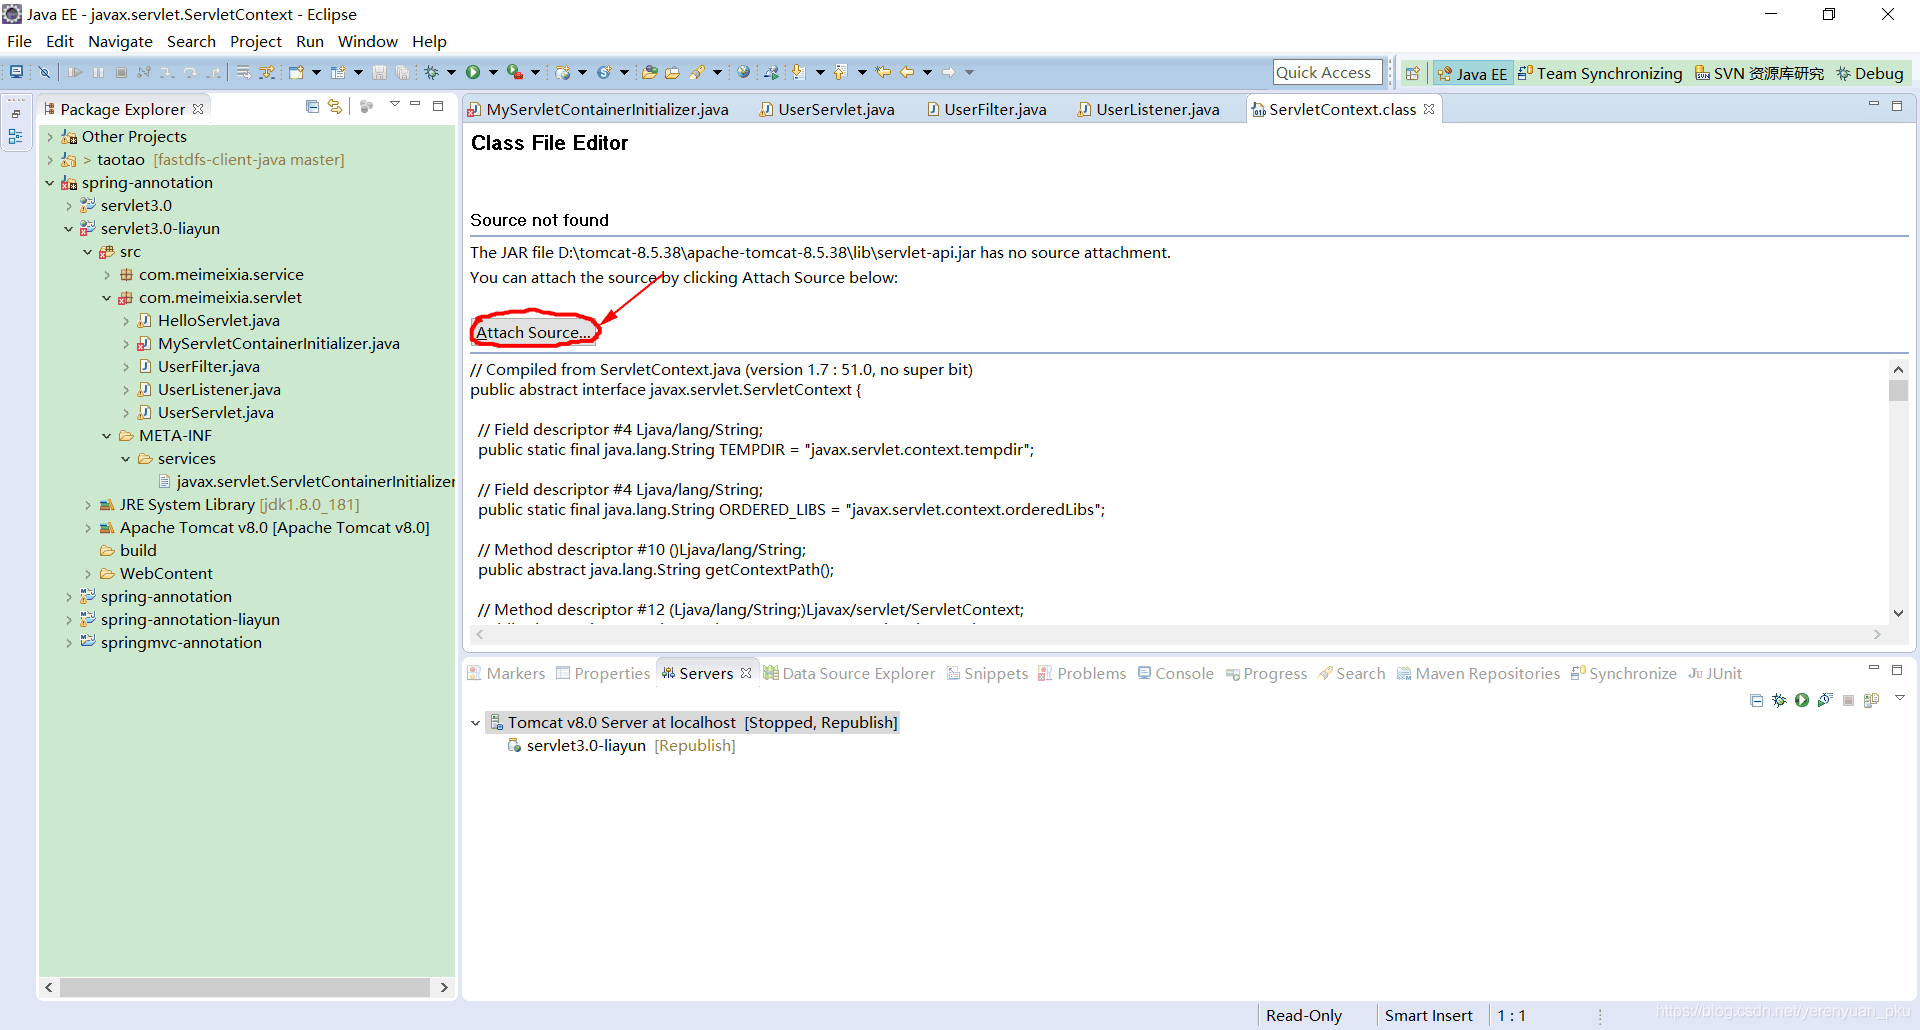 Java EE - javax.servlet.ServletContext - Eclipse
File Edit Navigate Search Project Run Window Help
Quick Access
Java EE Team Synchronizing SVN 资源库研究 Debug
Package Explorer
Other Projects
> taotao [fastdfs-client-java master]
spring-annotation
servlet3.0
servlet3.0-liayun
src
com.meimeixia.service
com.meimeixia.servlet
HelloServlet.java
MyServletContainerInitializer.java
UserFilter.java
UserListener.java
UserServlet.java
META-INF
services
javax.servlet.ServletContainerInitializer
JRE System Library [jdk1.8.0_181]
Apache Tomcat v8.0 [Apache Tomcat v8.0]
build
WebContent
spring-annotation
spring-annotation-liayun
springmvc-annotation
MyServletContainerInitializer.java UserServlet.java UserFilter.java UserListener.java ServletContext.class
Class File Editor
Source not found
The JAR file D:\tomcat-8.5.38\apache-tomcat-8.5.38\lib\servlet-api.jar has no source attachment.
You can attach the source by clicking Attach Source below:
Attach Source...
// Compiled from ServletContext.java (version 1.7 : 51.0, no super bit)
public abstract interface javax.servlet.ServletContext {
// Field descriptor #4 Ljava/lang/String;
public static final java.lang.String TEMPDIR = "javax.servlet.context.tempdir";
// Field descriptor #4 Ljava/lang/String;
public static final java.lang.String ORDERED_LIBS = "javax.servlet.context.orderedLibs";
// Method descriptor #10 ()Ljava/lang/String;
public abstract java.lang.String getContextPath();
// Method descriptor #12 (Ljava/lang/String;)Ljavax/servlet/ServletContext;
Markers Properties Servers Data Source Explorer Snippets Problems Console Progress Search Maven Repositories Synchronize JUnit
Tomcat v8.0 Server at localhost [Stopped, Republish]
servlet3.0-liayun [Republish]
Read-Only Smart Insert 1 : 1
https://blog.csdn.net/yerenyuan_pku